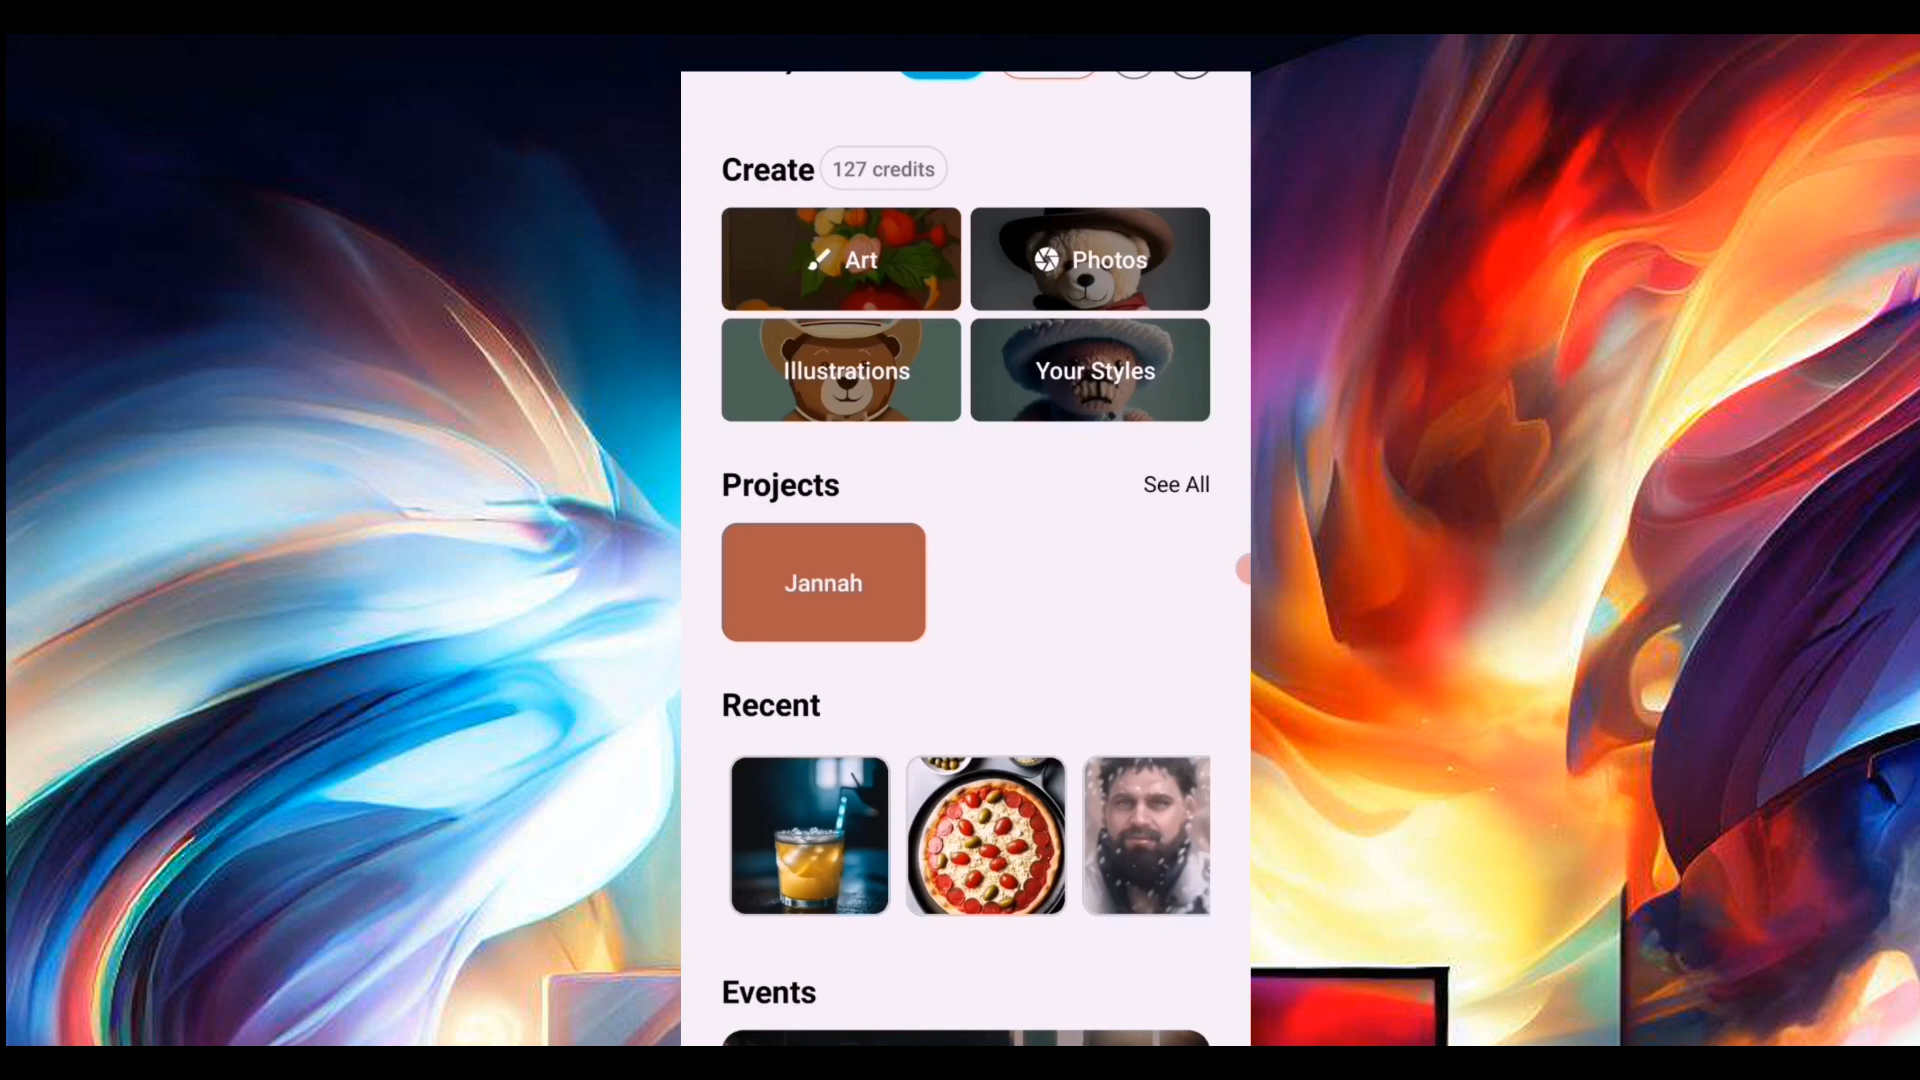 Create 127 credits
Art
Photos
Illustrations
Your Styles
Projects See All
Jannah
Recent
Events